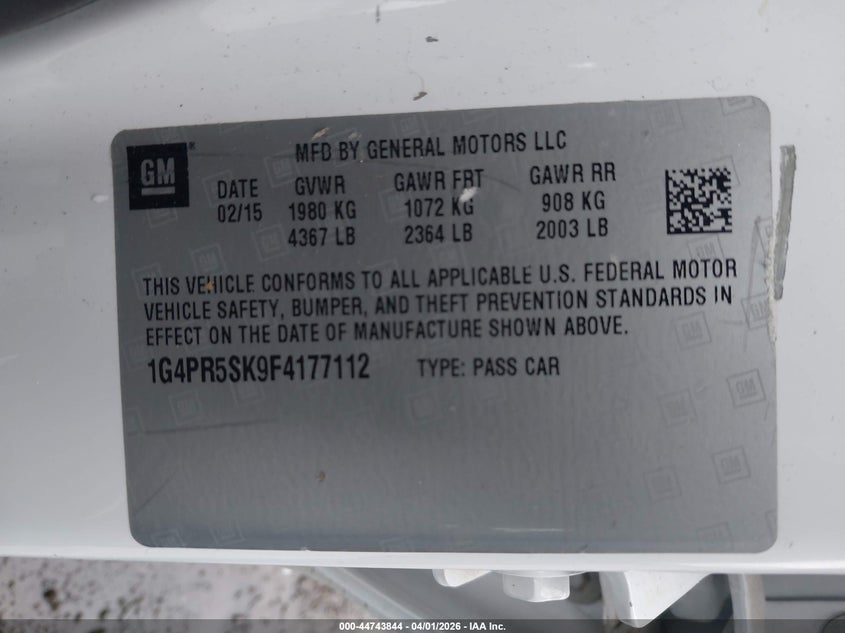 GM
MFD BY GENERAL MOTORS LLC
DATE GVWR GAWR FRT GAWR RR
02/15 1980 KG 1072 KG 908 KG
4367 LB 2364 LB 2003 LB
THIS VEHICLE CONFORMS TO ALL APPLICABLE U.S. FEDERAL MOTOR
VEHICLE SAFETY, BUMPER, AND THEFT PREVENTION STANDARDS IN
EFFECT ON THE DATE OF MANUFACTURE SHOWN ABOVE.
1G4PR5SK9F4177112 TYPE: PASS CAR
000-44743844 - 04/01/2026 - IAA Inc.